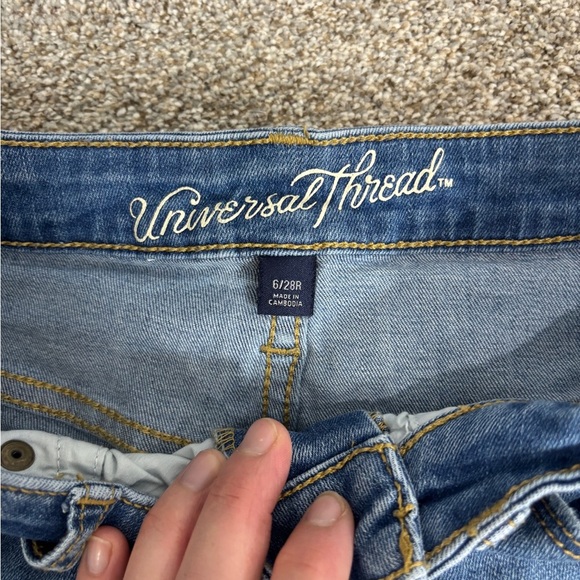 Universal Thread™
6/28R
MADE IN
CAMBODIA